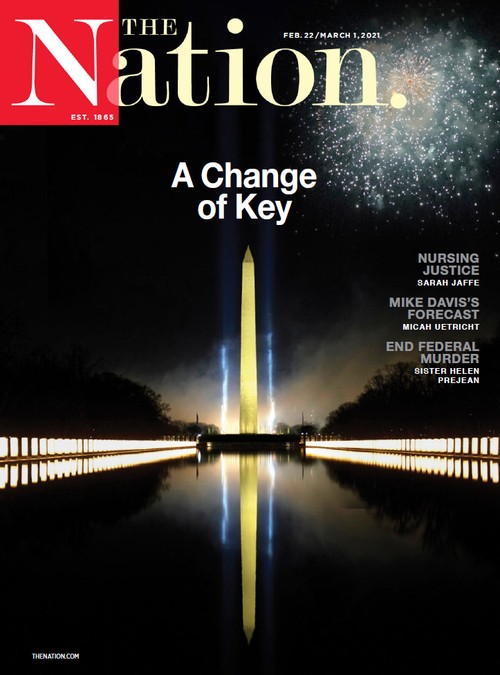 THE
Nation.
FEB. 22/MARCH 1, 2021
EST. 1865
A Change
of Key
NURSING
JUSTICE
SARAH JAFFE
MIKE DAVIS'S
FORECAST
MICAH UETRICHT
END FEDERAL
MURDER
SISTER HELEN
PREJEAN
THENATION.COM